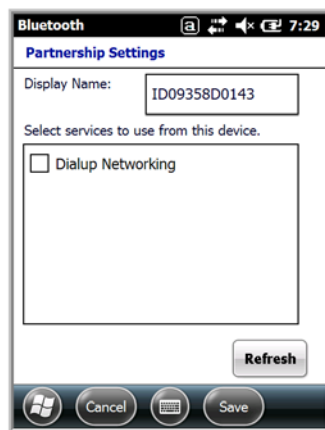 Bluetooth a 7:29
Partnership Settings
Display Name: ID09358D0143
Select services to use from this device.
Dialup Networking
Refresh
Cancel Save